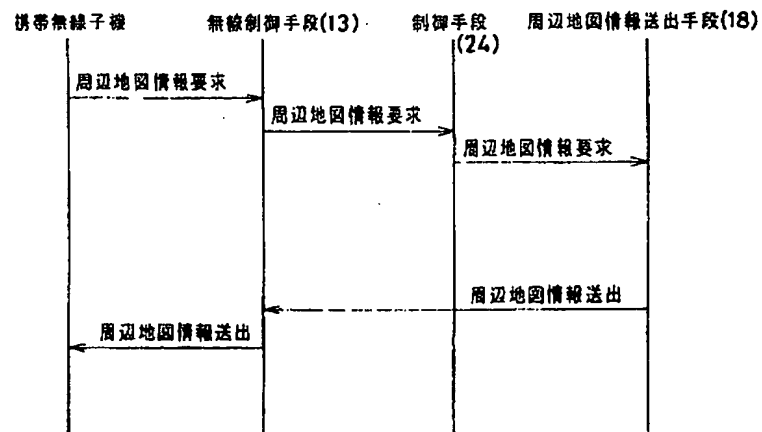 携帯無線子機
無線制御手段(13)
制御手段
(24)
周辺地図情報送出手段(18)
周辺地図情報要求
周辺地図情報要求
周辺地図情報要求
周辺地図情報送出
周辺地図情報送出